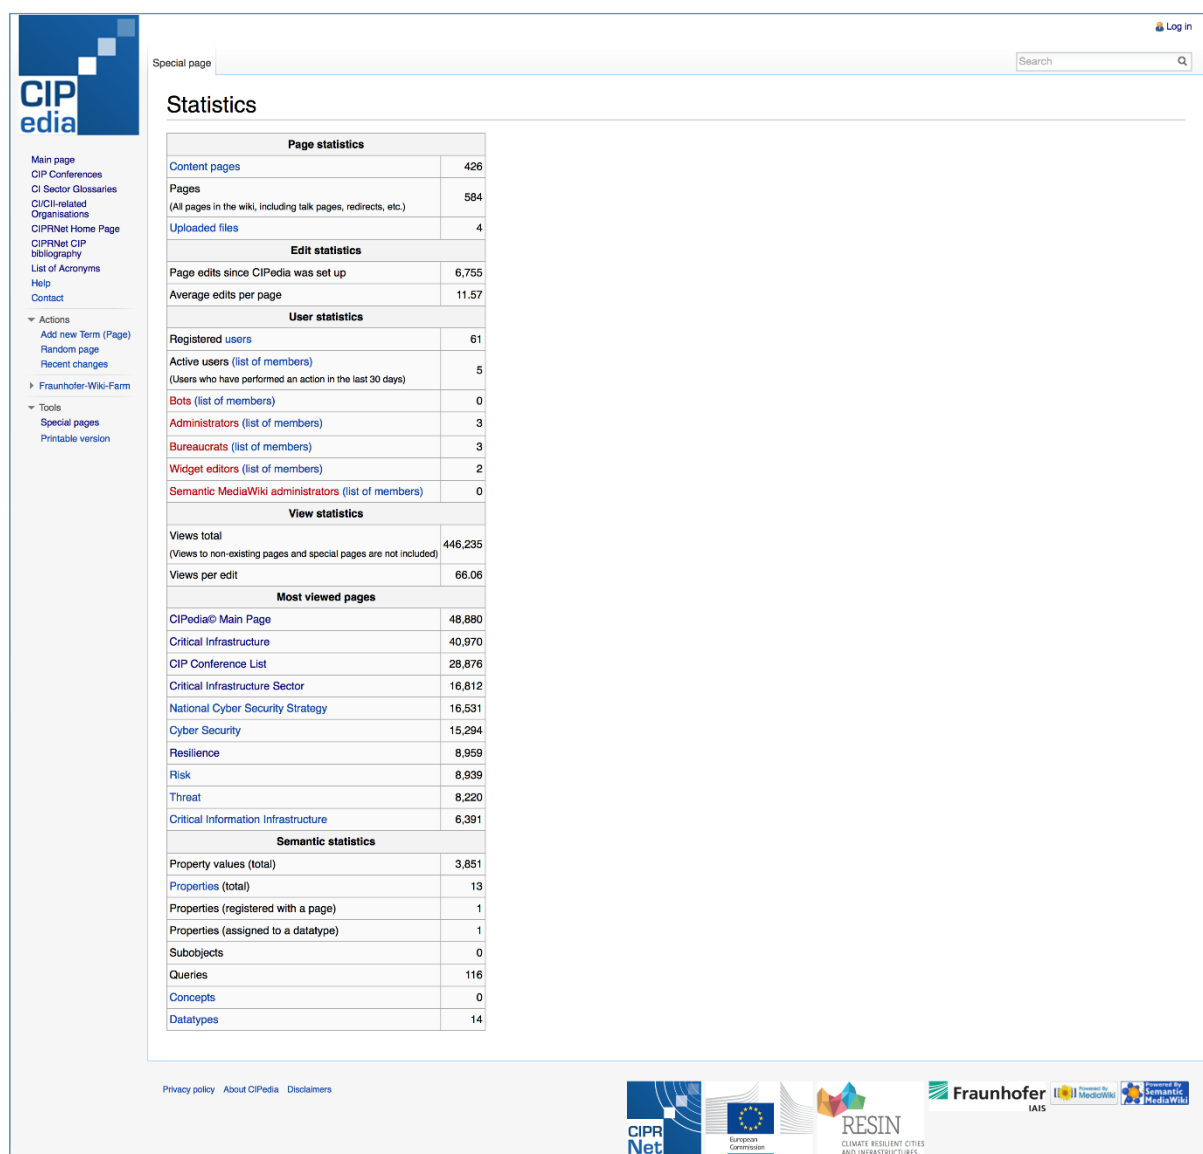 Log in
Special page
Search
CIP
edia
Statistics
Main page
CIP Conferences
CI Sector Glossaries
CI/CII-related
Organisations
CIPRNet Home Page
CIPRNet CIP
bibliography
List of Acronyms
Help
Contact
Actions
Add new Term (Page)
Random page
Recent changes
Fraunhofer-Wiki-Farm
Tools
Special pages
Printable version
Page statistics
Content pages 426
Pages
(All pages in the wiki, including talk pages, redirects, etc.) 584
Uploaded files 4
Edit statistics
Page edits since CIPedia was set up 6,755
Average edits per page 11.57
User statistics
Registered users 61
Active users (list of members)
(Users who have performed an action in the last 30 days) 5
Bots (list of members) 0
Administrators (list of members) 3
Bureaucrats (list of members) 3
Widget editors (list of members) 2
Semantic MediaWiki administrators (list of members) 0
View statistics
Views total
(Views to non-existing pages and special pages are not included) 446,235
Views per edit 66.06
Most viewed pages
CIPedia© Main Page 48,880
Critical Infrastructure 40,970
CIP Conference List 28,876
Critical Infrastructure Sector 16,812
National Cyber Security Strategy 16,531
Cyber Security 15,294
Resilience 8,959
Risk 8,939
Threat 8,220
Critical Information Infrastructure 6,391
Semantic statistics
Property values (total) 3,851
Properties (total) 13
Properties (registered with a page) 1
Properties (assigned to a datatype) 1
Subobjects 0
Queries 116
Concepts 0
Datatypes 14
Privacy policy About CIPedia Disclaimers
CIPR
Net
European
Commission
RESIN
CLIMATE RESILIENT CITIES
AND INFRASTRUCTURES
Fraunhofer
IAIS
Powered By
MediaWiki
Powered By
Semantic
MediaWiki